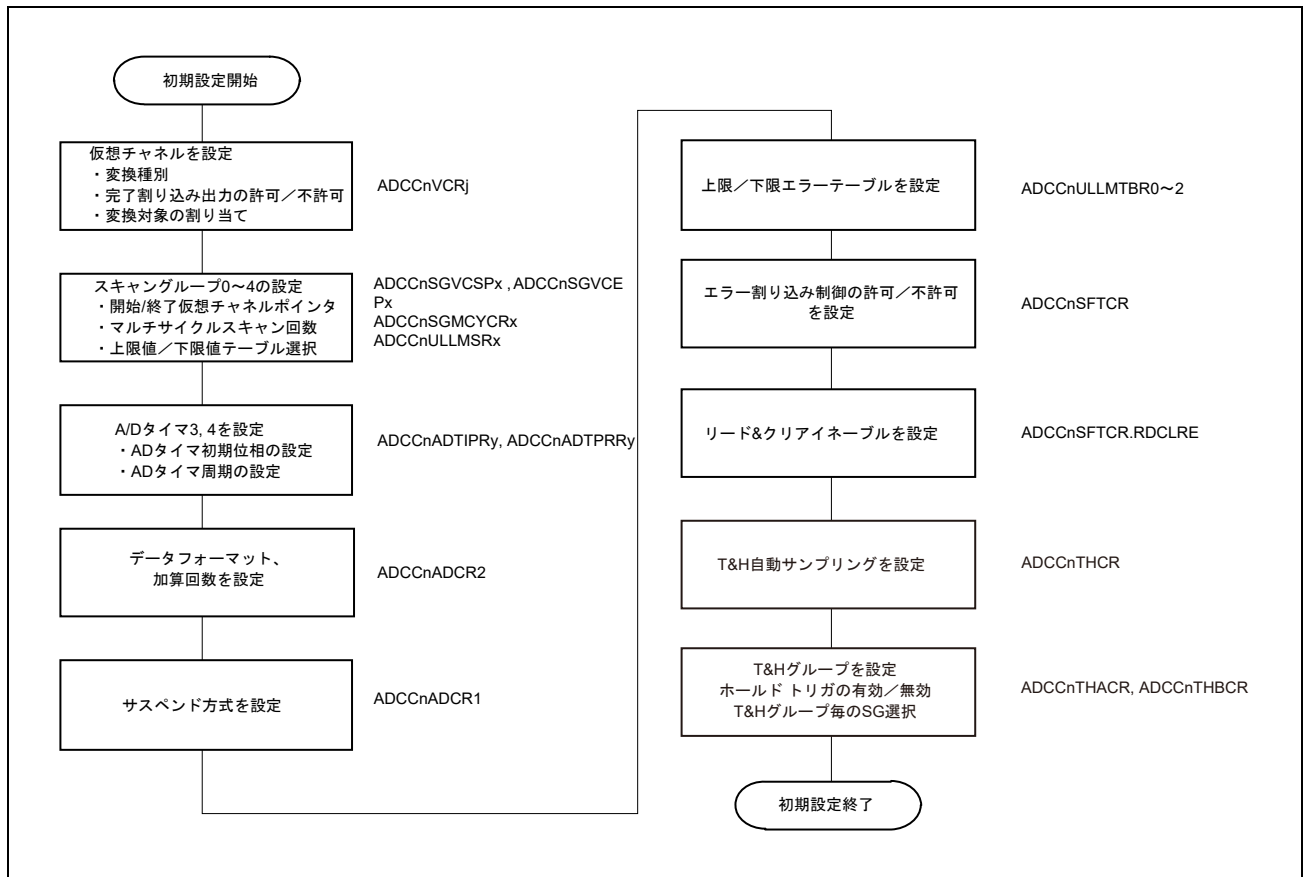 初期設定開始
仮想チャネルを設定
・変換種別
・完了割り込み出力の許可／不許可
・変換対象の割り当て
ADCCnVCRj
スキャングループ0～4の設定
・開始/終了仮想チャネルポインタ
・マルチサイクルスキャン回数
・上限値／下限値テーブル選択
ADCCnSGVCSPx , ADCCnSGVCE
Px
ADCCnSGMCYCRx
ADCCnULLMSRx
A/Dタイマ3, 4を設定
・ADタイマ初期位相の設定
・ADタイマ周期の設定
ADCCnADTIPRy, ADCCnADTPRRy
データフォーマット、
加算回数を設定
ADCCnADCR2
サスペンド方式を設定
ADCCnADCR1
上限／下限エラーテーブルを設定
ADCCnULLMTBR0～2
エラー割り込み制御の許可／不許可
を設定
ADCCnSFTCR
リード&クリアイネーブルを設定
ADCCnSFTCR.RDCLRE
T&H自動サンプリングを設定
ADCCnTHCR
T&Hグループを設定
ホールド トリガの有効／無効
T&Hグループ毎のSG選択
ADCCnTHACR, ADCCnTHBCR
初期設定終了